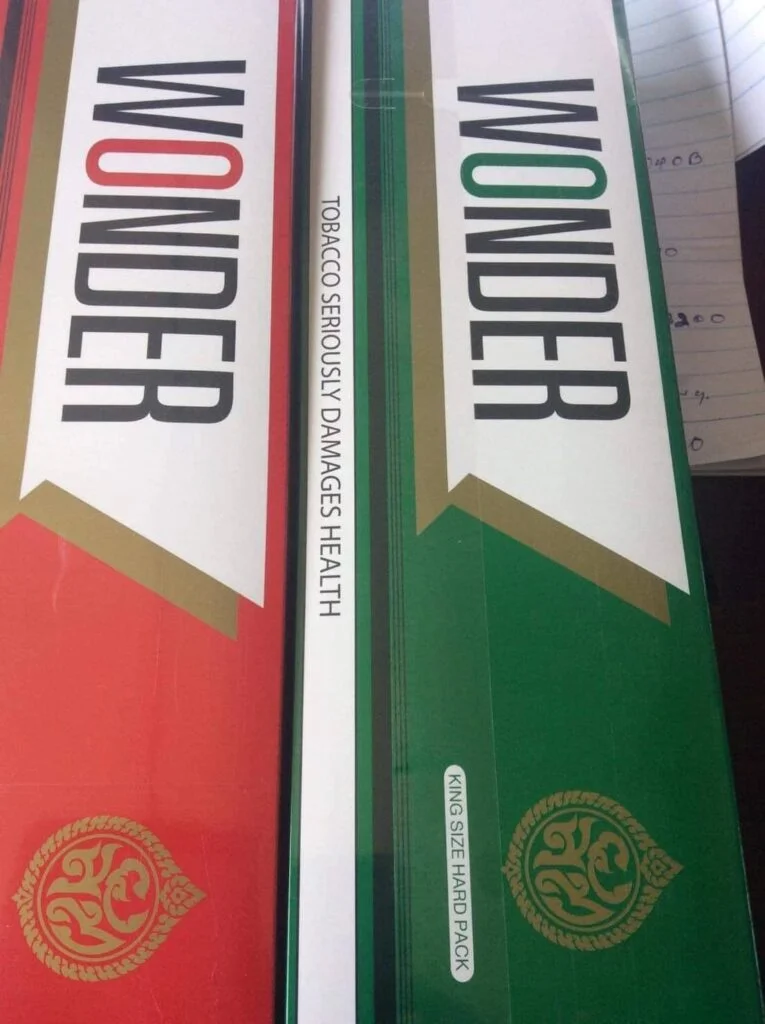 WONDER
TOBACCO SERIOUSLY DAMAGES HEALTH
WONDER
KING SIZE HARD PACK